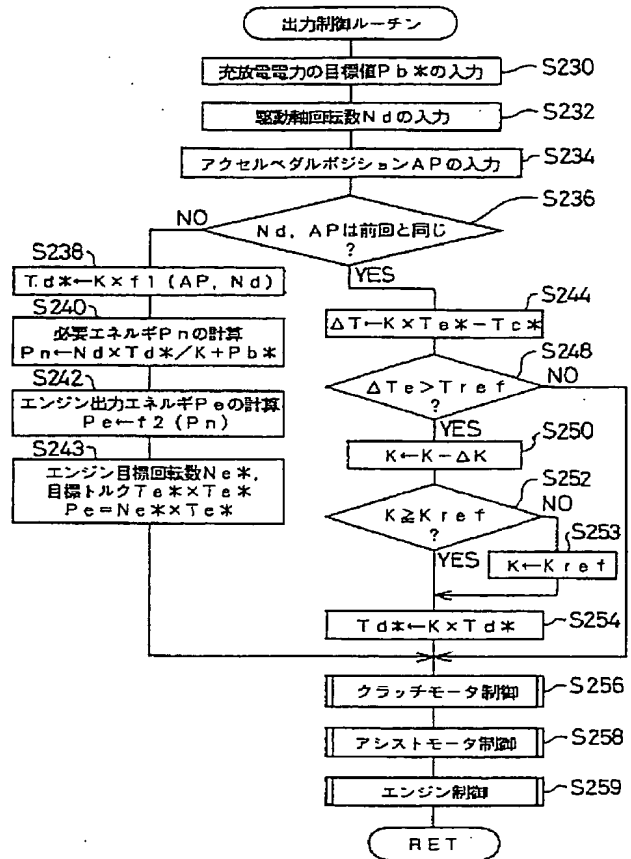 出力制御ルーチン
充放電電力の目標値Pb*の入力
S230
駆動軸回転数Ndの入力
S232
アクセルペダルポジションAPの入力
S234
S236
Nd,APは前回と同じ
?
NO
YES
S238
Td*←K×f1(AP,Nd)
S240
必要エネルギPnの計算
Pn←Nd×Td*/K+Pb*
S242
エンジン出力エネルギPeの計算
Pe←f2(Pn)
S243
エンジン目標回転数Ne*,
目標トルクTe*×Te*
Pe=Ne*×Te*
S244
ΔT←K×Te*-Tc*
S248
ΔTe>Tref
?
NO
YES
S250
K←K-ΔK
S252
K≧Kref
?
NO
YES
S253
K←Kref
Td*←K×Td*
S254
クラッチモータ制御
S256
アシストモータ制御
S258
エンジン制御
S259
RET